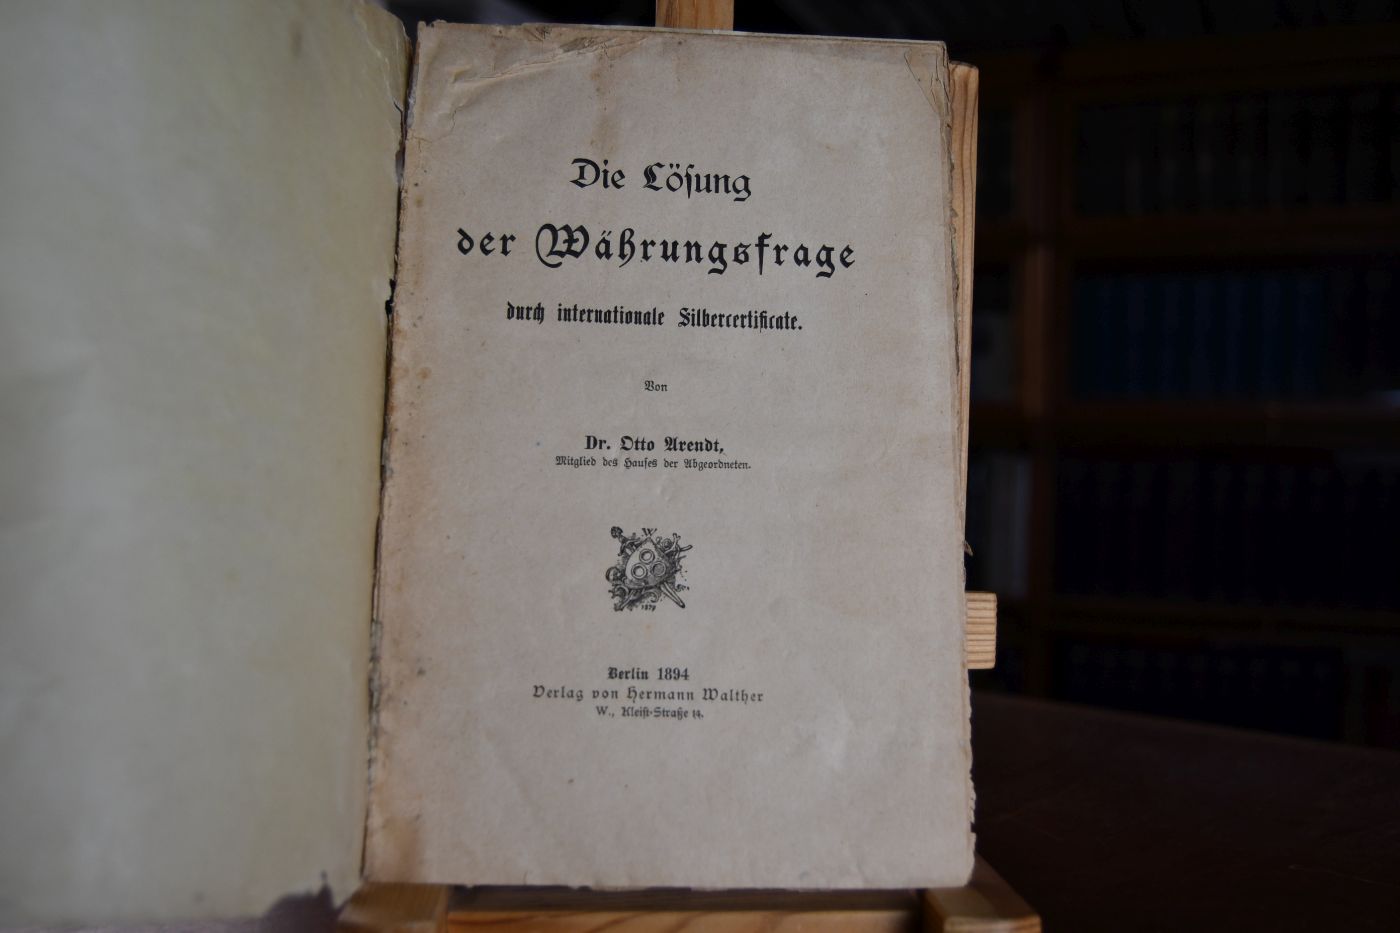 Die Lösung
der Währungsfrage
durch internationale Silbercertificate.
Von
Dr. Otto Arendt,
Mitglied des Hauses der Abgeordneten.
W
1879
Berlin 1894
Verlag von Hermann Walther
W., Kleist-Straße 14.